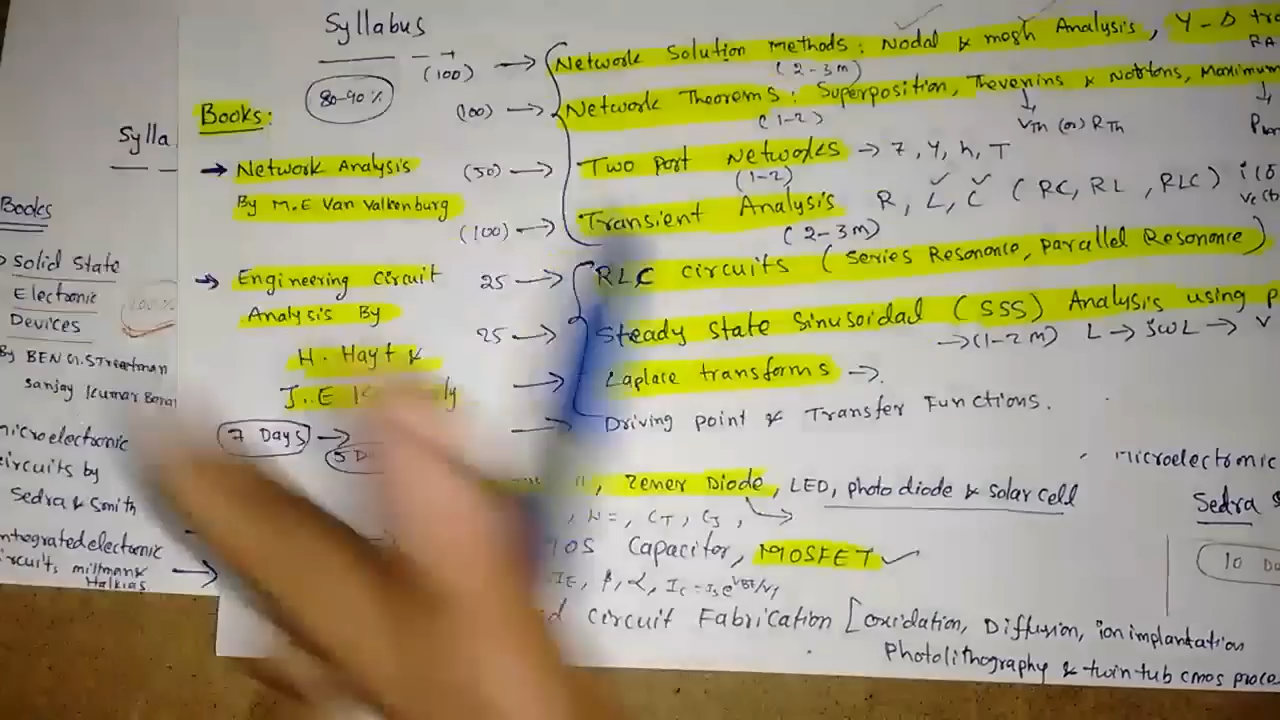 Syllabus
80-90%
(100) → Network Solution methods: Nodal & mesh Analysis, Y-Δ
(2-3m)
(100) → Network Theorems: Superposition, Thevenins & Nortons, Maximum
(1-2)
VTh (or) RTh
Two port Networks → Z, Y, h, T
(50) →
(1-2)
(100) → Transient Analysis R, L, C (RC, RL, RLC)
(2-3m)
25 → RLC circuits (Series Resonance, parallel Resonance)
25 → Steady state sinusoidal (SSS) Analysis using
→(1-2m) L → jωL →
→ Laplace transforms →
→ Driving point & Transfer Functions.
Books:
→ Network Analysis
By M.E Van Valkenburg
→ Engineering Circuit
Analysis By
H. Hayt &
J.E
7 Days →
Sylla
Books
Solid State
Electronic
Devices
By BEN G. Streetman
Sanjay Kumar
100%
microelectronic
circuits by
Sedra & Smith
Integrated electronic
circuits millman &
Halkias
Zener Diode, LED, photo diode & solar cell
Capacitor, MOSFET
IE, β, α,
circuit Fabrication [oxidation, Diffusion, ion implantation
Photolithography & twin tub cmos
microelectronic
Sedra
10